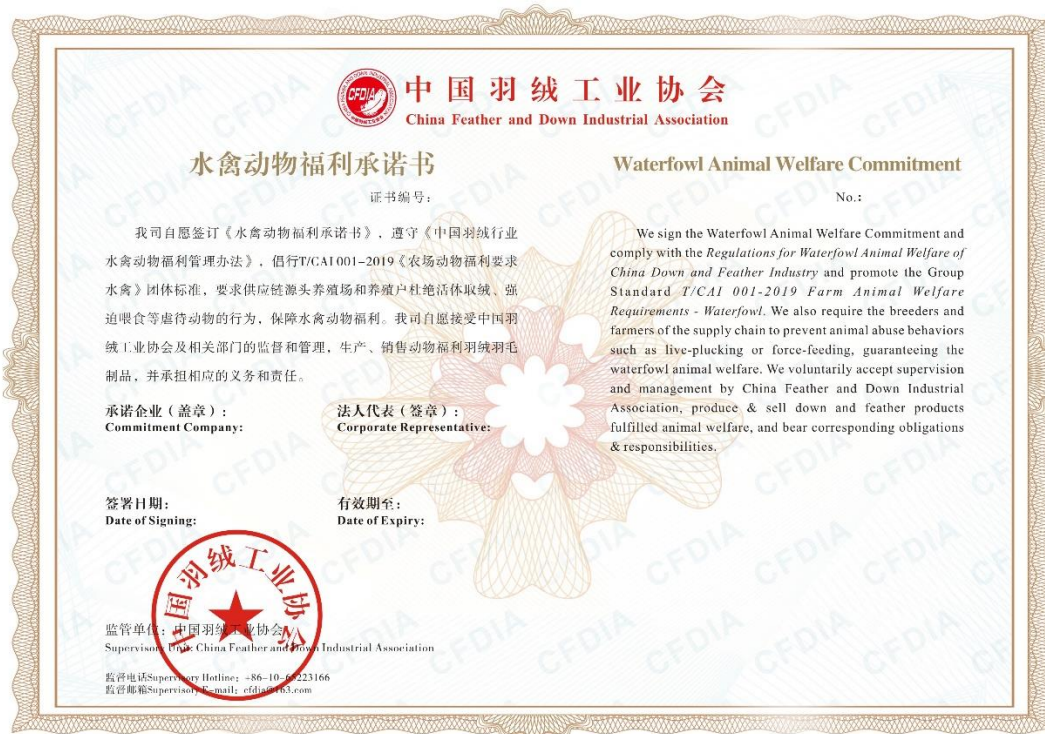 中国羽绒工业协会
China Feather and Down Industrial Association
水禽动物福利承诺书
证书编号：
我司自愿签订《水禽动物福利承诺书》，遵守《中国羽绒行业
水禽动物福利管理办法》，倡行T/CAI 001-2019《农场动物福利要求
水禽》团体标准，要求供应链源头养殖场和养殖户杜绝活体取绒、强
迫喂食等虐待动物的行为，保障水禽动物福利。我司自愿接受中国羽
绒工业协会及相关部门的监督和管理，生产、销售动物福利羽绒羽毛
制品，并承担相应的义务和责任。
承诺企业（盖章）：
Commitment Company:
法人代表（签章）：
Corporate Representative:
签署日期：
Date of Signing:
有效期至：
Date of Expiry:
中国羽绒工业协会
监管单位：中国羽绒工业协会
Supervisory Unit: China Feather and Down Industrial Association
监督电话Supervisory Hotline: +86-10-65223166
监督邮箱Supervisory E-mail: cfdia@163.com
Waterfowl Animal Welfare Commitment
No.:
We sign the Waterfowl Animal Welfare Commitment and
comply with the Regulations for Waterfowl Animal Welfare of
China Down and Feather Industry and promote the Group
Standard T/CAI 001-2019 Farm Animal Welfare
Requirements - Waterfowl. We also require the breeders and
farmers of the supply chain to prevent animal abuse behaviors
such as live-plucking or force-feeding, guaranteeing the
waterfowl animal welfare. We voluntarily accept supervision
and management by China Feather and Down Industrial
Association, produce & sell down and feather products
fulfilled animal welfare, and bear corresponding obligations
& responsibilities.